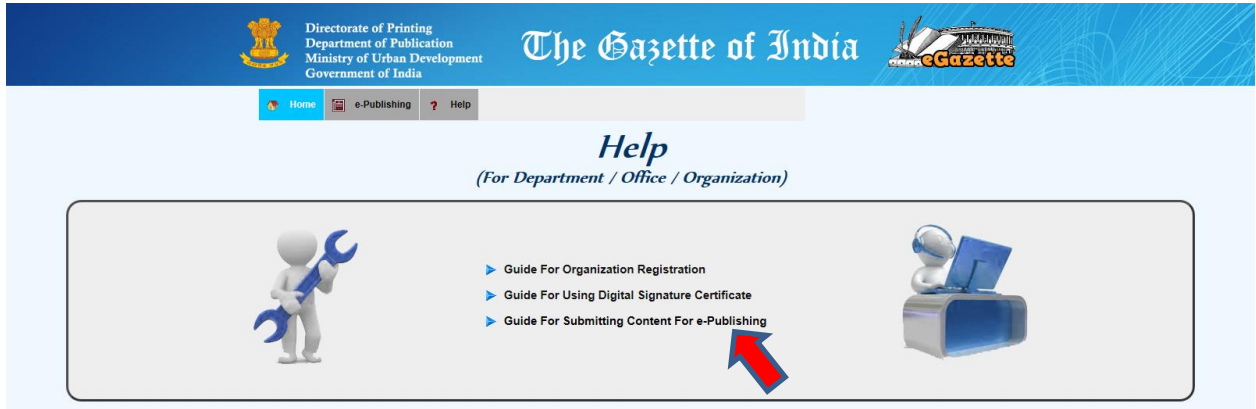 Directorate of Printing
Department of Publication
Ministry of Urban Development
Government of India
The Gazette of India
eGazette
Home e-Publishing ? Help
Help
(For Department / Office / Organization)
Guide For Organization Registration
Guide For Using Digital Signature Certificate
Guide For Submitting Content For e-Publishing